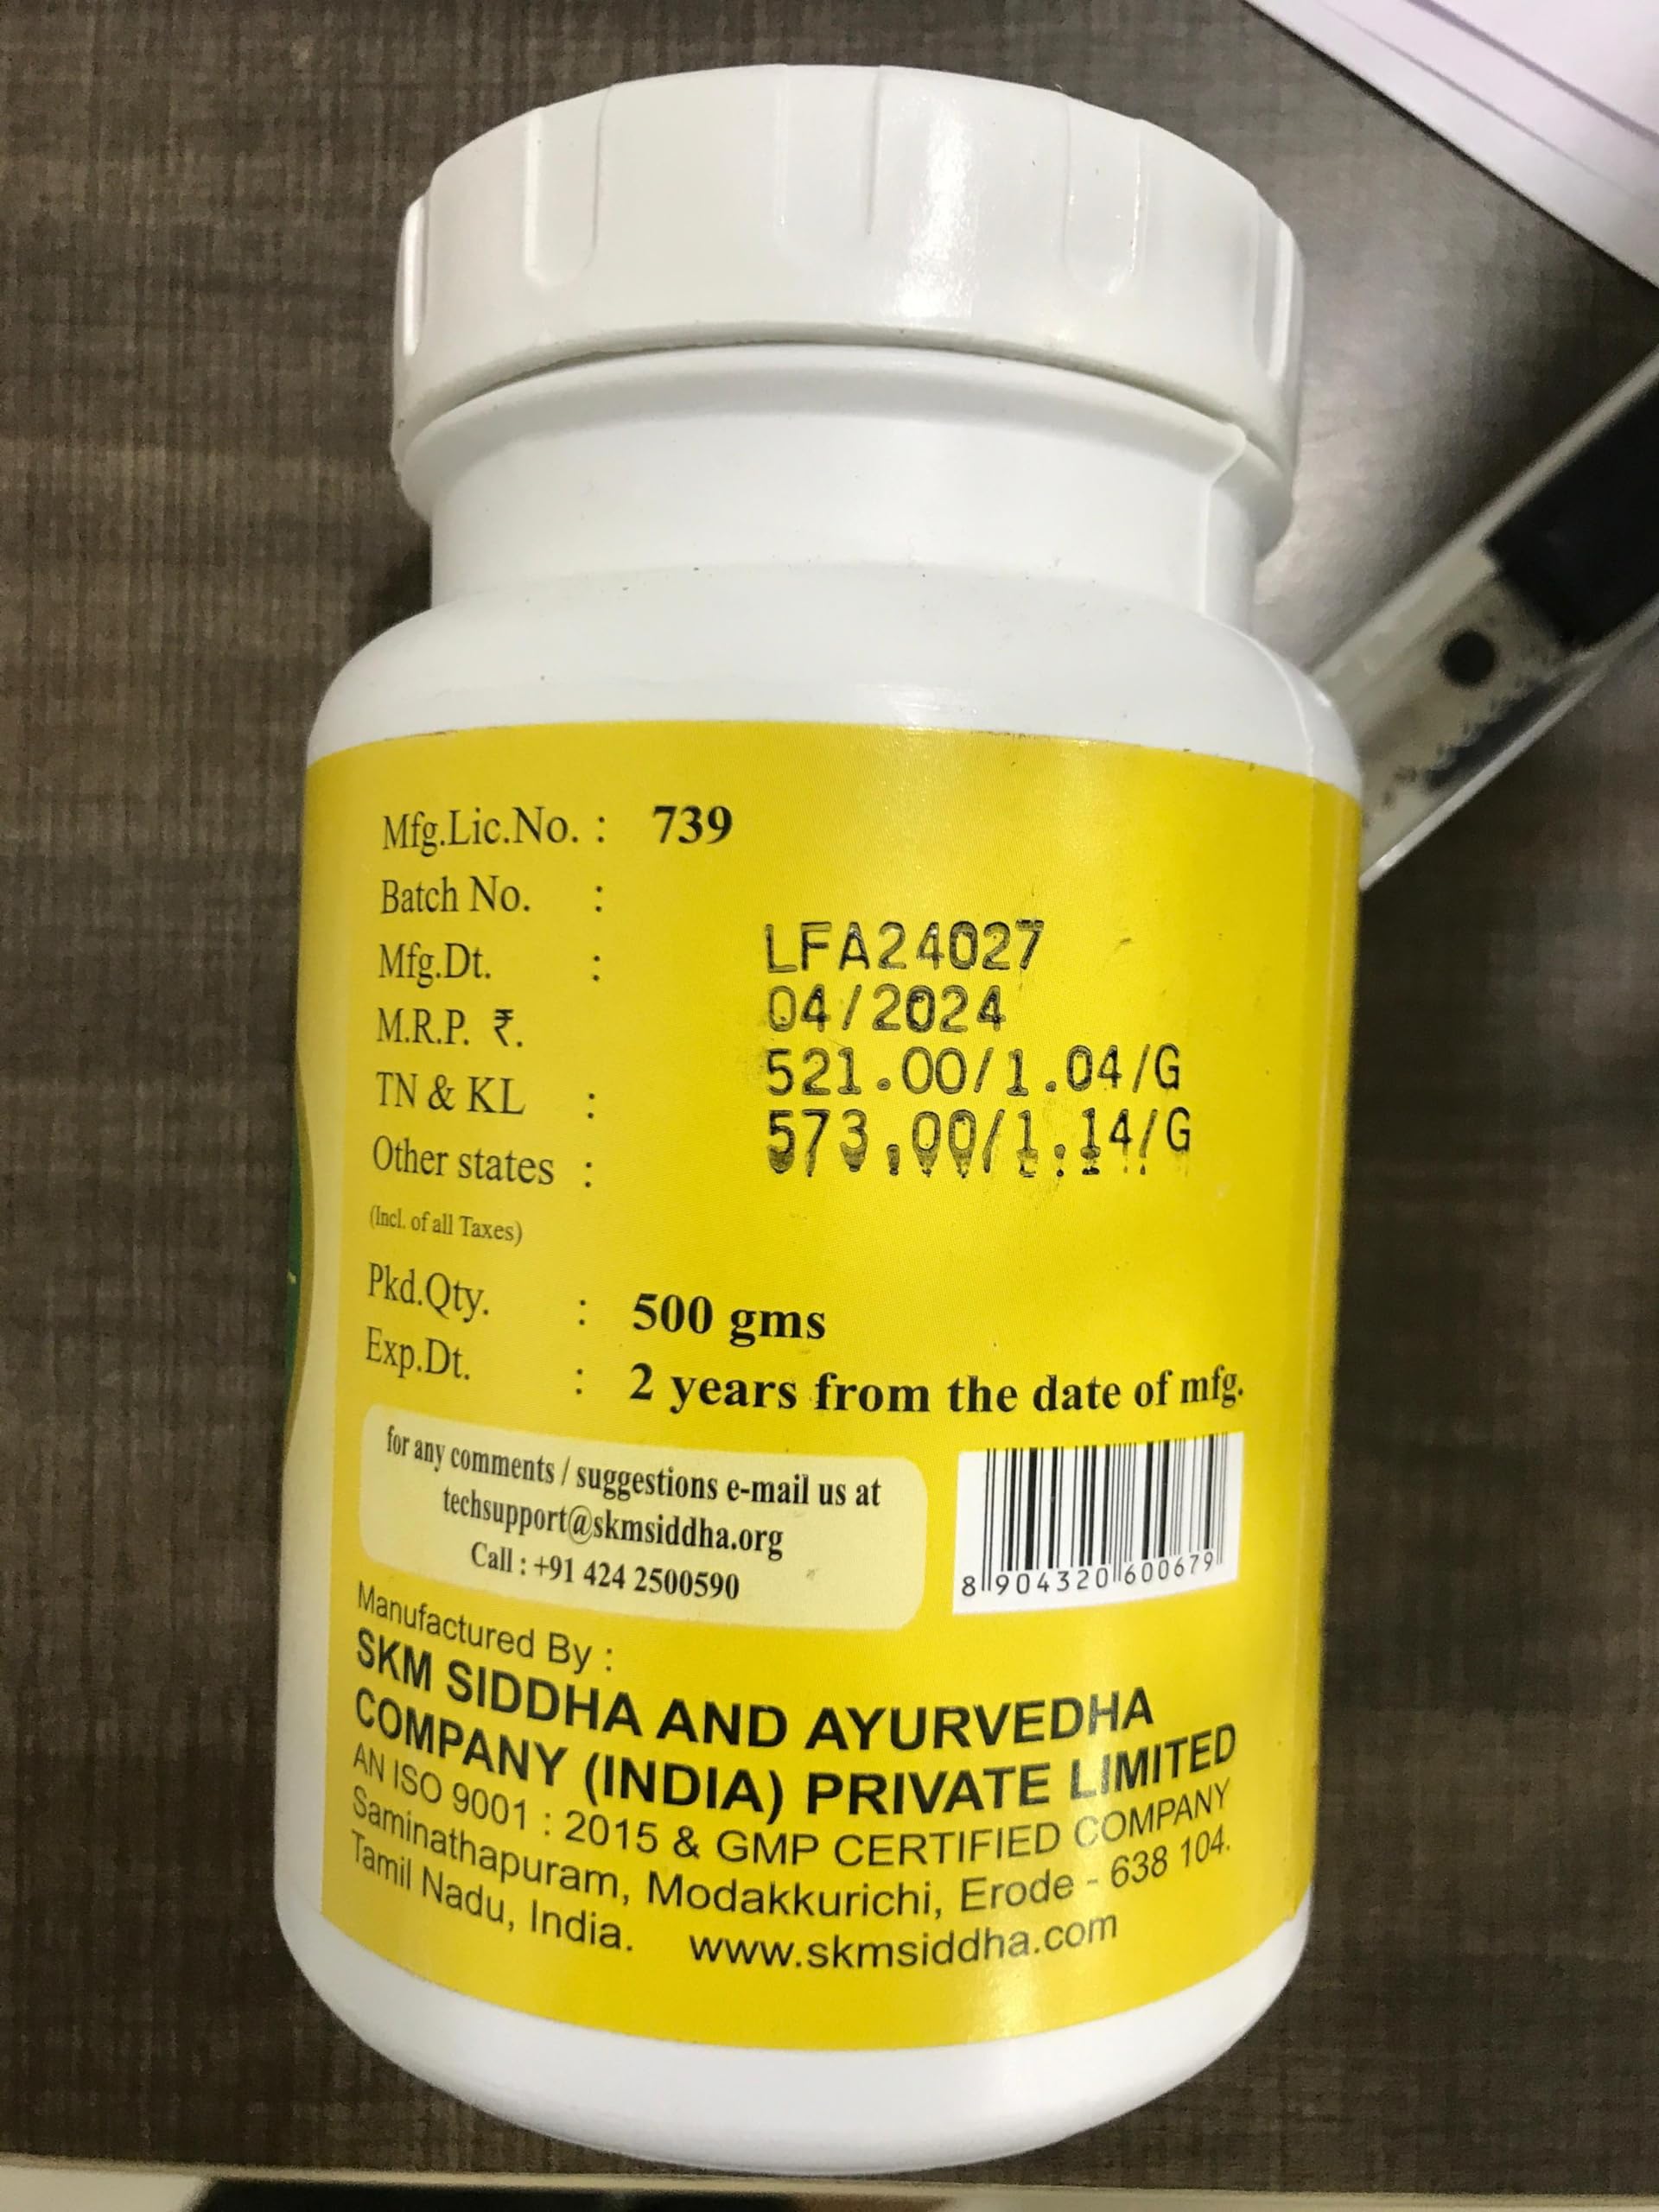 Mfg.Lic.No. : 739
Batch No. :
LFA24027
Mfg.Dt. :
04/2024
M.R.P. ₹.
521.00/1.04/G
TN & KL :
573.00/1.14/G
Other states :
(Incl. of all Taxes)
Pkd.Qty. : 500 gms
Exp.Dt. : 2 years from the date of mfg.
for any comments / suggestions e-mail us at
techsupport@skmsiddha.org
Call : +91 424 2500590
8 904320 600679
Manufactured By :
SKM SIDDHA AND AYURVEDHA
COMPANY (INDIA) PRIVATE LIMITED
AN ISO 9001 : 2015 & GMP CERTIFIED COMPANY
Saminathapuram, Modakkurichi, Erode - 638 104.
Tamil Nadu, India. www.skmsiddha.com